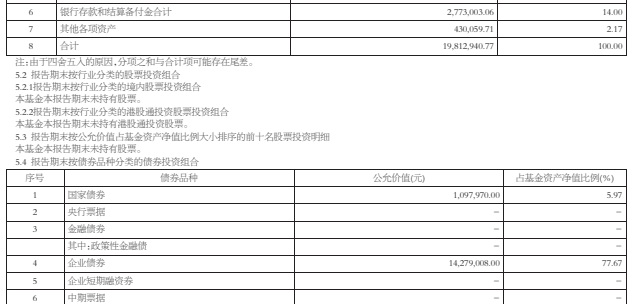 6 银行存款和结算备付金合计 2,773,003.06 14.00
7 其他各项资产 430,059.71 2.17
8 合计 19,812,940.77 100.00
注:由于四舍五入的原因,分项之和与合计项可能存在尾差。
5.2 报告期末按行业分类的股票投资组合
5.2.1报告期末按行业分类的境内股票投资组合
本基金本报告期末未持有股票。
5.2.2报告期末按行业分类的港股通投资股票投资组合
本基金本报告期末未持有港股通投资股票。
5.3 报告期末按公允价值占基金资产净值比例大小排序的前十名股票投资明细
本基金本报告期末未持有股票。
5.4 报告期末按债券品种分类的债券投资组合
序号 债券品种 公允价值(元) 占基金资产净值比例(%)
1 国家债券 1,097,970.00 5.97
2 央行票据 – –
3 金融债券 – –
其中:政策性金融债 – –
4 企业债券 14,279,008.00 77.67
5 企业短期融资券 – –
6 中期票据 – –